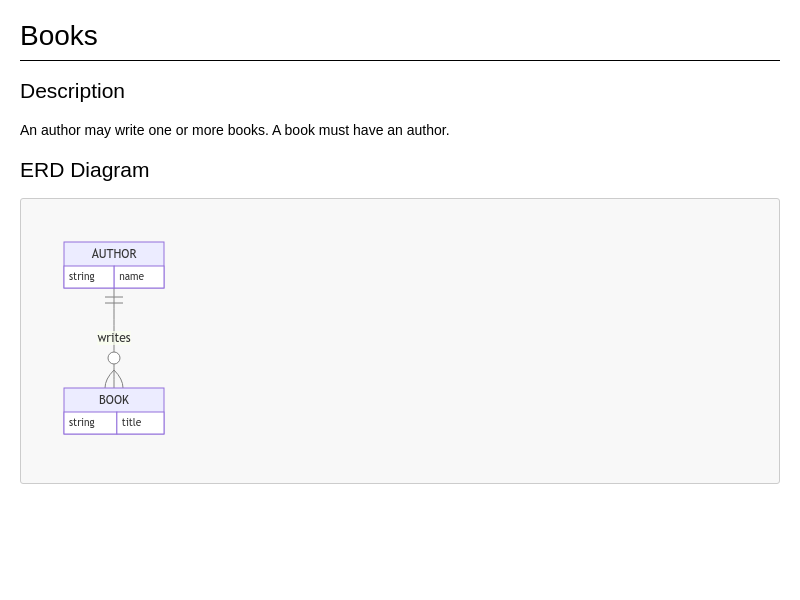 Books
Description
An author may write one or more books. A book must have an author.
ERD Diagram
AUTHOR
string name
writes
BOOK
string title